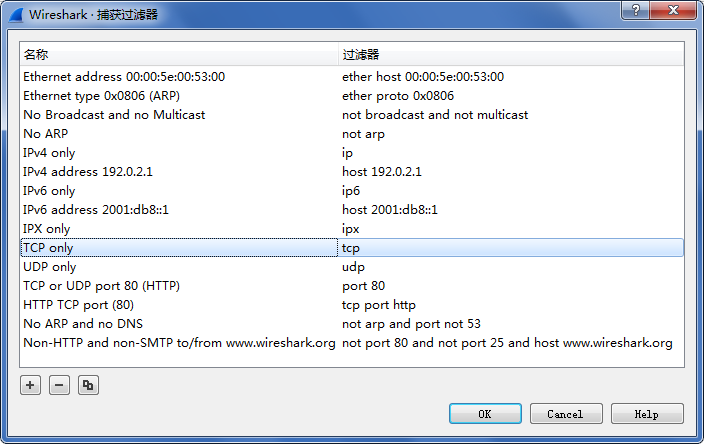 Wireshark · 捕获过滤器
名称 过滤器
Ethernet address 00:00:5e:00:53:00 ether host 00:00:5e:00:53:00
Ethernet type 0x0806 (ARP) ether proto 0x0806
No Broadcast and no Multicast not broadcast and not multicast
No ARP not arp
IPv4 only ip
IPv4 address 192.0.2.1 host 192.0.2.1
IPv6 only ip6
IPv6 address 2001:db8::1 host 2001:db8::1
IPX only ipx
TCP only tcp
UDP only udp
TCP or UDP port 80 (HTTP) port 80
HTTP TCP port (80) tcp port http
No ARP and no DNS not arp and port not 53
Non-HTTP and non-SMTP to/from www.wireshark.org not port 80 and not port 25 and host www.wireshark.org
OK Cancel Help